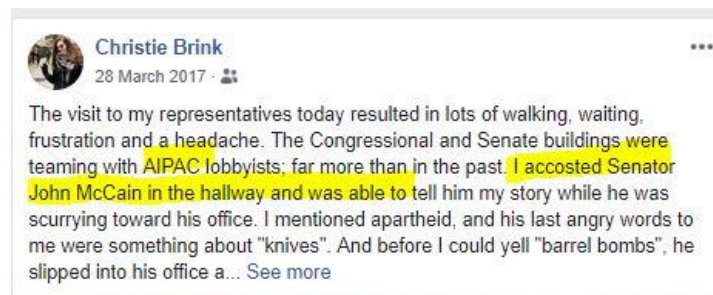 Christie Brink
28 March 2017 ·
The visit to my representatives today resulted in lots of walking, waiting,
frustration and a headache. The Congressional and Senate buildings were
teaming with AIPAC lobbyists; far more than in the past. I accosted Senator
John McCain in the hallway and was able to tell him my story while he was
scurrying toward his office. I mentioned apartheid, and his last angry words to
me were something about "knives". And before I could yell "barrel bombs", he
slipped into his office a... See more